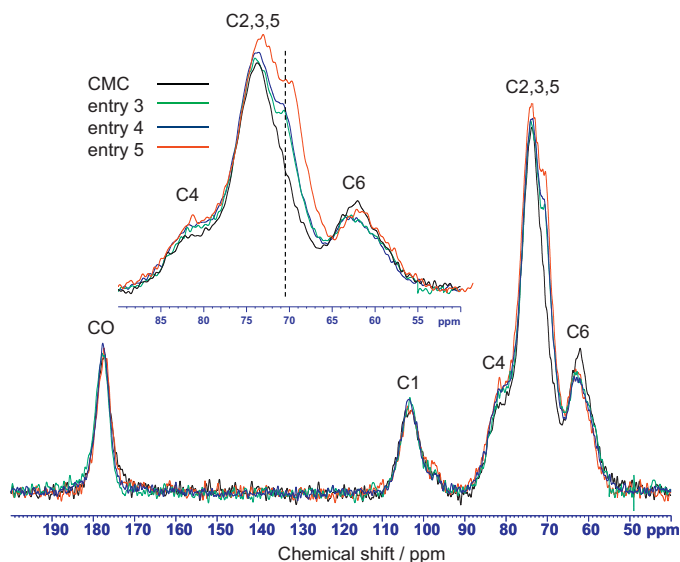 C2,3,5
CMC
entry 3
entry 4
entry 5
C4
C6
85 80 75 70 65 60 55 ppm
C2,3,5
CO
C1
C4
C6
190 180 170 160 150 140 130 120 110 100 90 80 70 60 50 ppm
Chemical shift / ppm